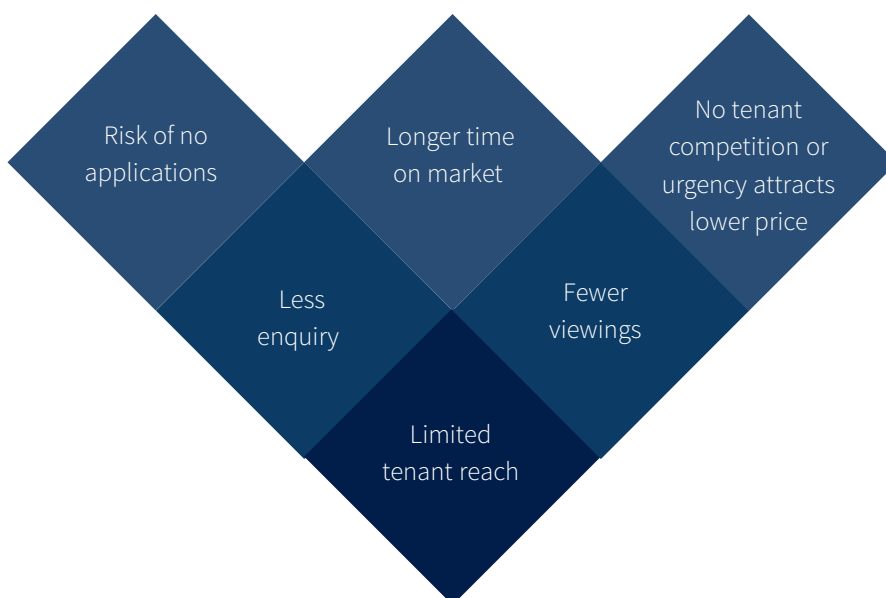 Risk of no
applications
Longer time
on market
No tenant
competition or
urgency attracts
lower price
Less
enquiry
Fewer
viewings
Limited
tenant reach